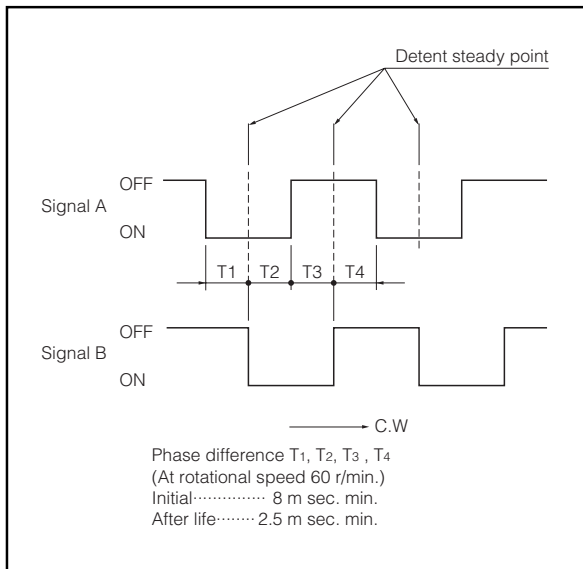 Detent steady point
OFF
Signal A
ON
T1 T2 T3 T4
OFF
Signal B
ON
C.W
Phase difference T1, T2, T3 , T4
(At rotational speed 60 r/min.)
Initial··············· 8 m sec. min.
After life········ 2.5 m sec. min.